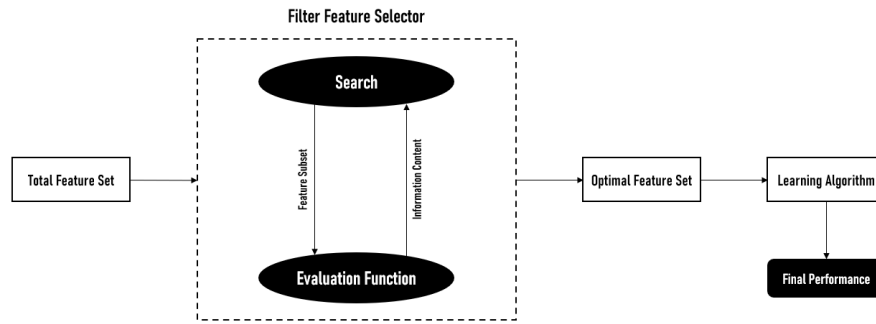 Filter Feature Selector
Search
Feature Subset
Information Content
Total Feature Set
Optimal Feature Set
Learning Algorithm
Evaluation Function
Final Performance